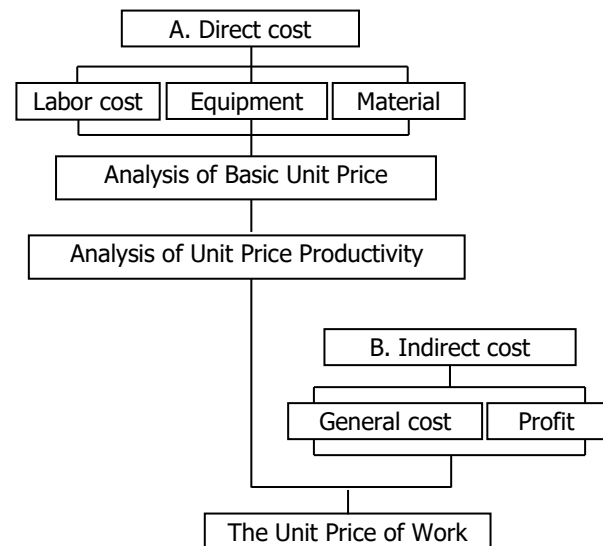 A. Direct cost
Labor cost
Equipment
Material
Analysis of Basic Unit Price
Analysis of Unit Price Productivity
B. Indirect cost
General cost
Profit
The Unit Price of Work